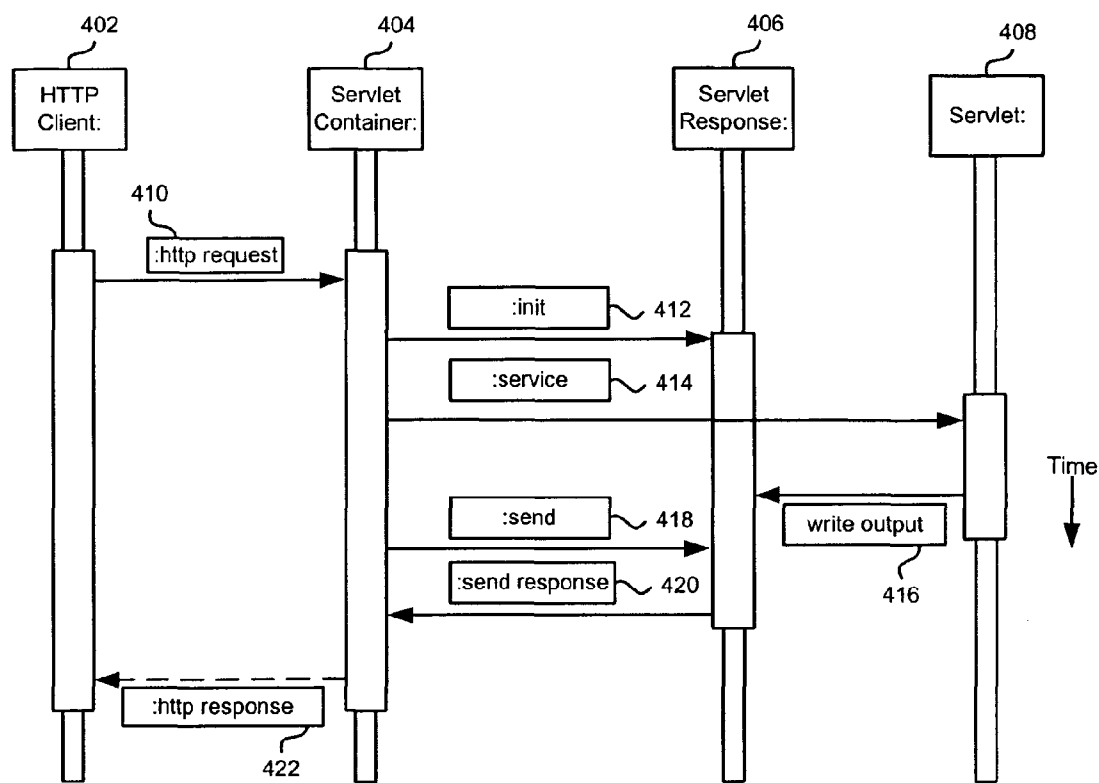 402
404
406
408
HTTP
Client:
Servlet
Container:
Servlet
Response:
Servlet:
410
:http request
:init
412
:service
414
Time
:send
418
write output
:send response
420
416
:http response
422